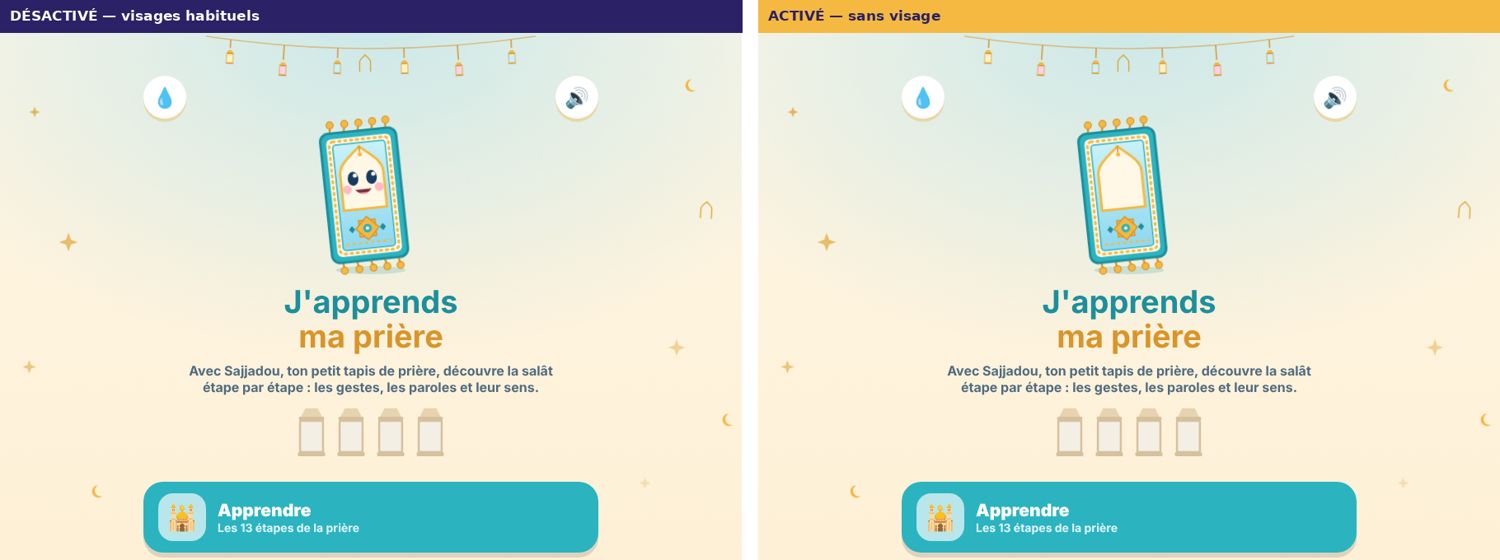 DÉSACTIVÉ — visages habituels
J'apprends
ma prière
Avec Sajjadou, ton petit tapis de prière, découvre la salât
étape par étape : les gestes, les paroles et leur sens.
Apprendre
Les 13 étapes de la prière
ACTIVÉ — sans visage
J'apprends
ma prière
Avec Sajjadou, ton petit tapis de prière, découvre la salât
étape par étape : les gestes, les paroles et leur sens.
Apprendre
Les 13 étapes de la prière